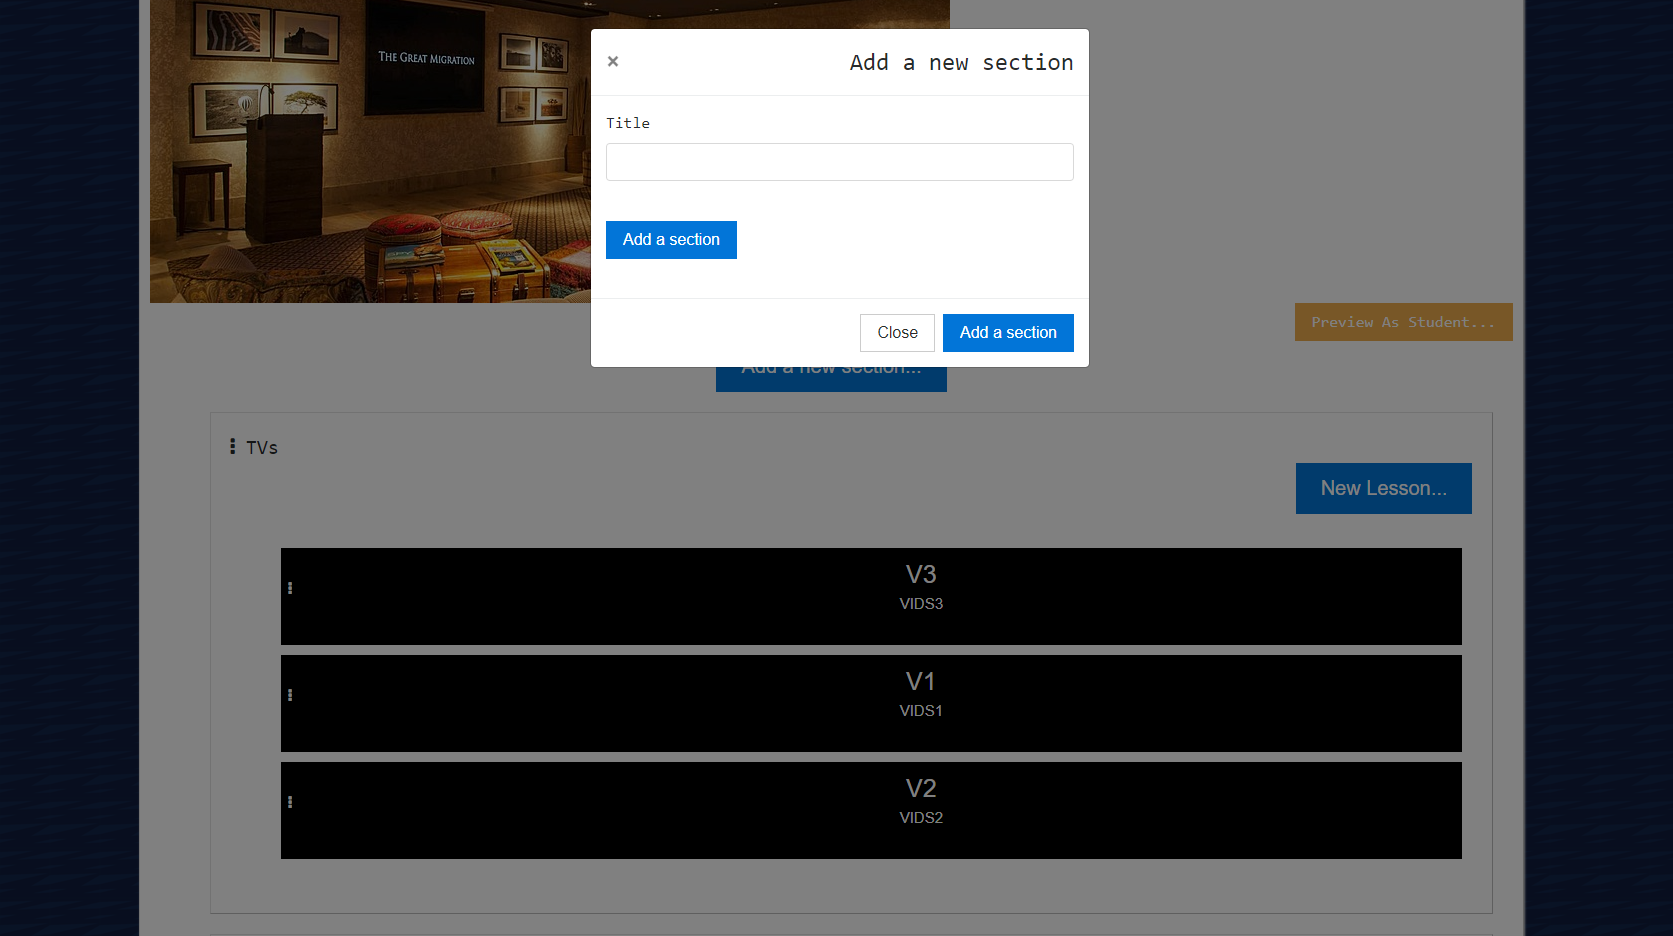 THE GREAT MIGRATION
×
Add a new section
Title
Add a section
Close
Add a section
Preview As Student...
Add a new section...
TVs
New Lesson...
V3
VIDS3
V1
VIDS1
V2
VIDS2